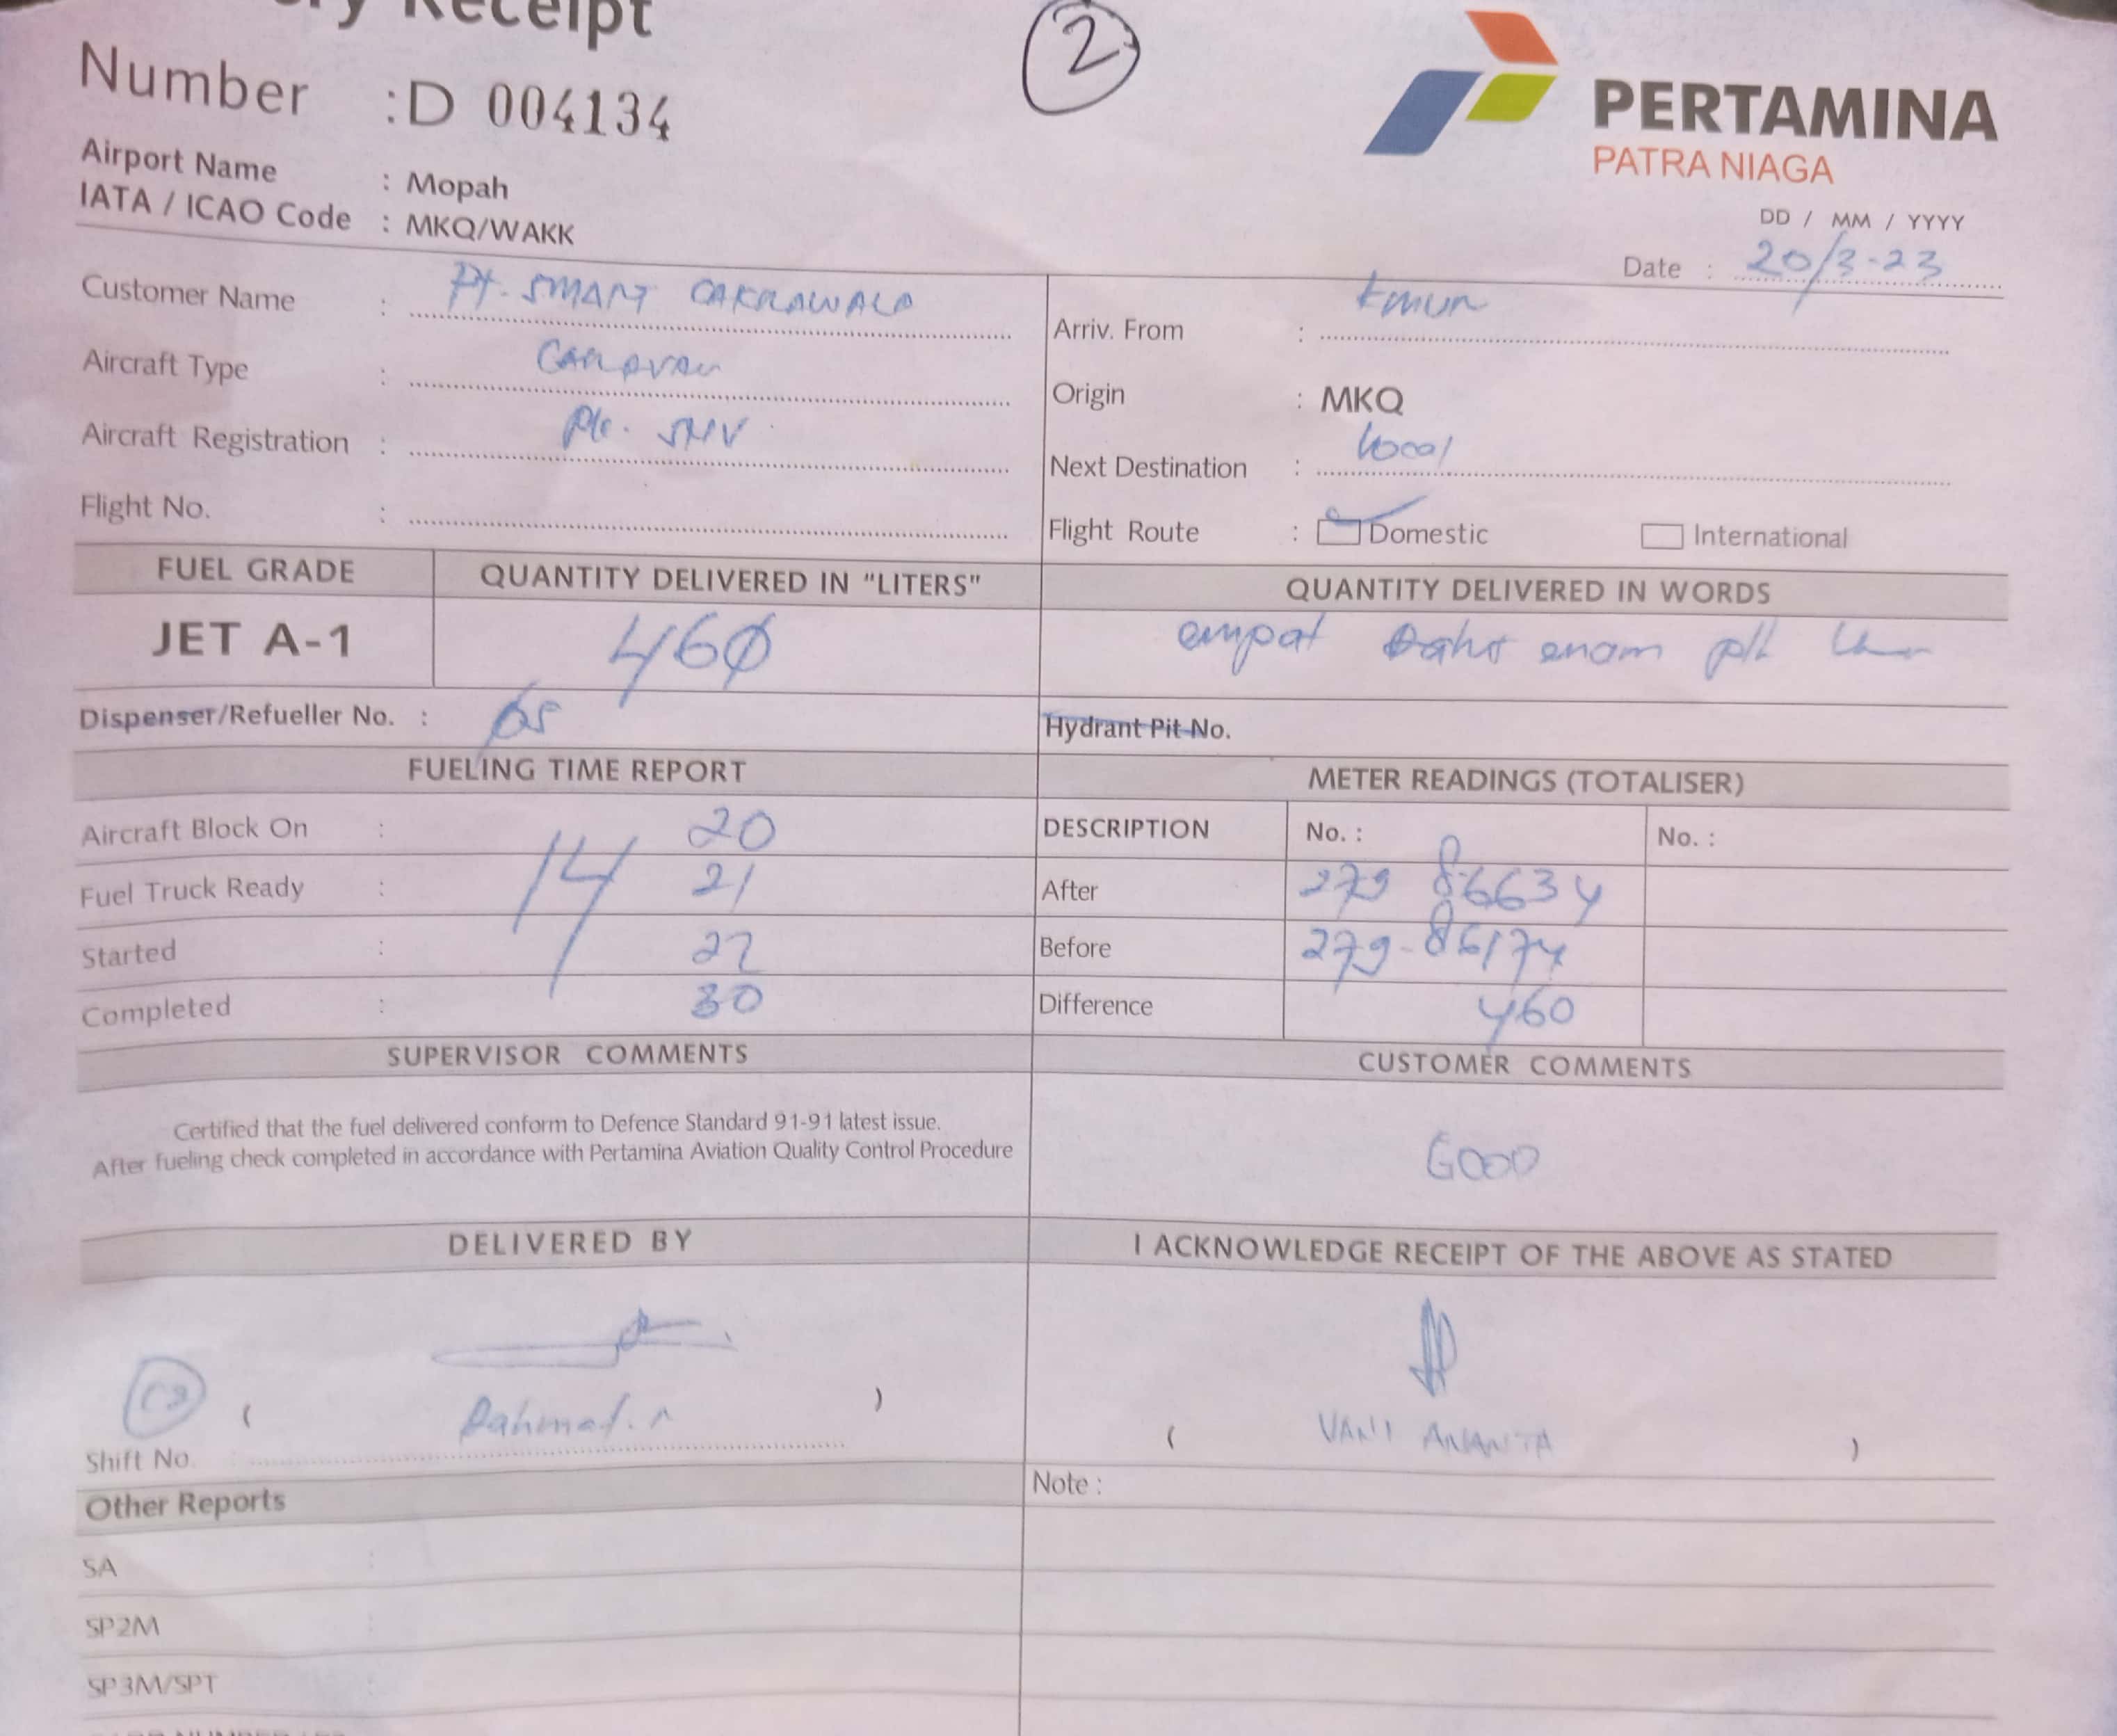 Receipt
2
Number : D 004134
PERTAMINA
PATRA NIAGA
Airport Name : Mopah
IATA / ICAO Code : MKQ/WAKK
DD / MM / YYYY
Date : 20/3-23
Customer Name : Pt. SMART CAKRAWALA
Arriv. From :
Aircraft Type : CARAVAN
Origin : MKQ
Aircraft Registration : PK. SNV
Next Destination :
Flight No. :
Flight Route : Domestic International
FUEL GRADE QUANTITY DELIVERED IN "LITERS" QUANTITY DELIVERED IN WORDS
JET A-1 460 empat enam
Dispenser/Refueller No. : 05 Hydrant Pit No.
FUELING TIME REPORT METER READINGS (TOTALISER)
Aircraft Block On : 20 DESCRIPTION No. : No. :
Fuel Truck Ready : 14 21 After 279 86634
Started : 22 Before 279-86174
Completed : 30 Difference 460
SUPERVISOR COMMENTS CUSTOMER COMMENTS
Certified that the fuel delivered conform to Defence Standard 91-91 latest issue.
After fueling check completed in accordance with Pertamina Aviation Quality Control Procedure
GOOD
DELIVERED BY I ACKNOWLEDGE RECEIPT OF THE ABOVE AS STATED
( Rahmat. )
( ANANTA )
Shift No.
Other Reports Note :
SA :
SP2M :
SP3M/SPT :